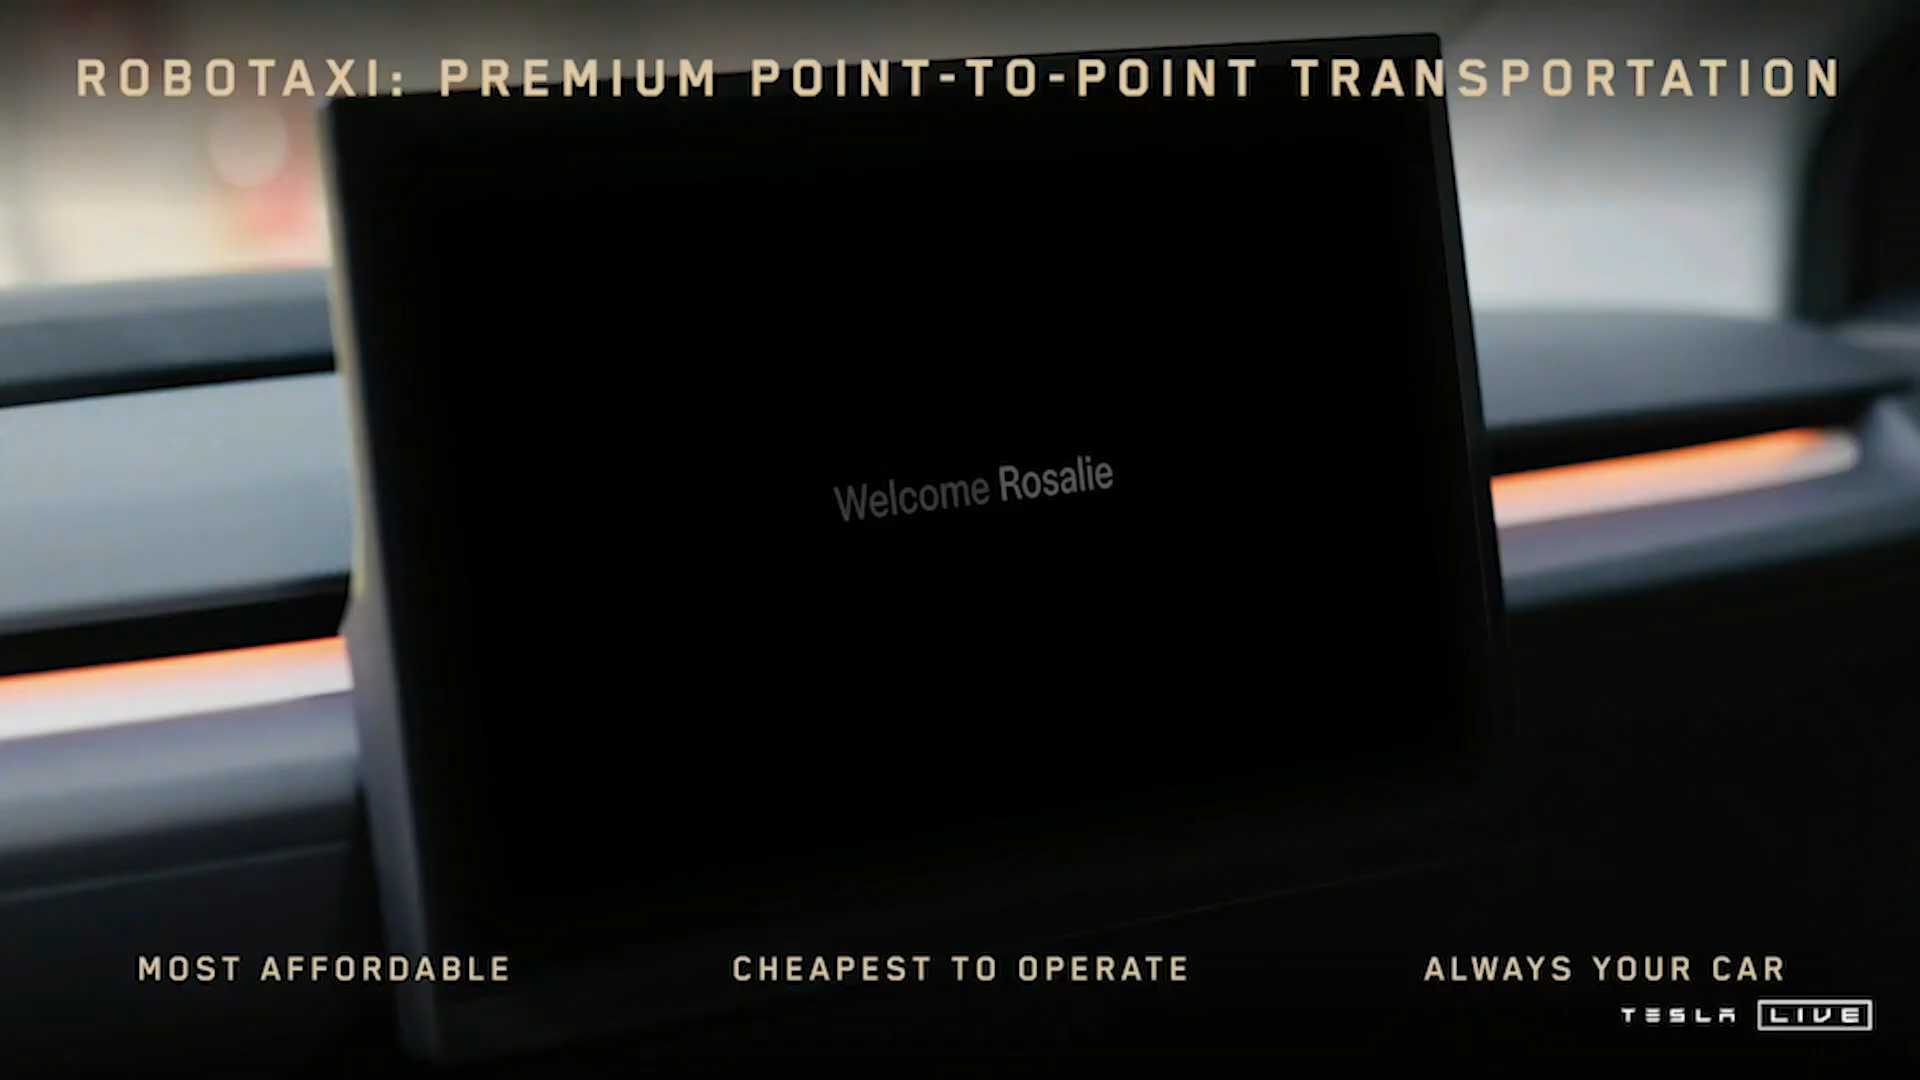 ROBOTAXI: PREMIUM POINT-TO-POINT TRANSPORTATION
Welcome Rosalie
MOST AFFORDABLE
CHEAPEST TO OPERATE
ALWAYS YOUR CAR
TESLA LIVE